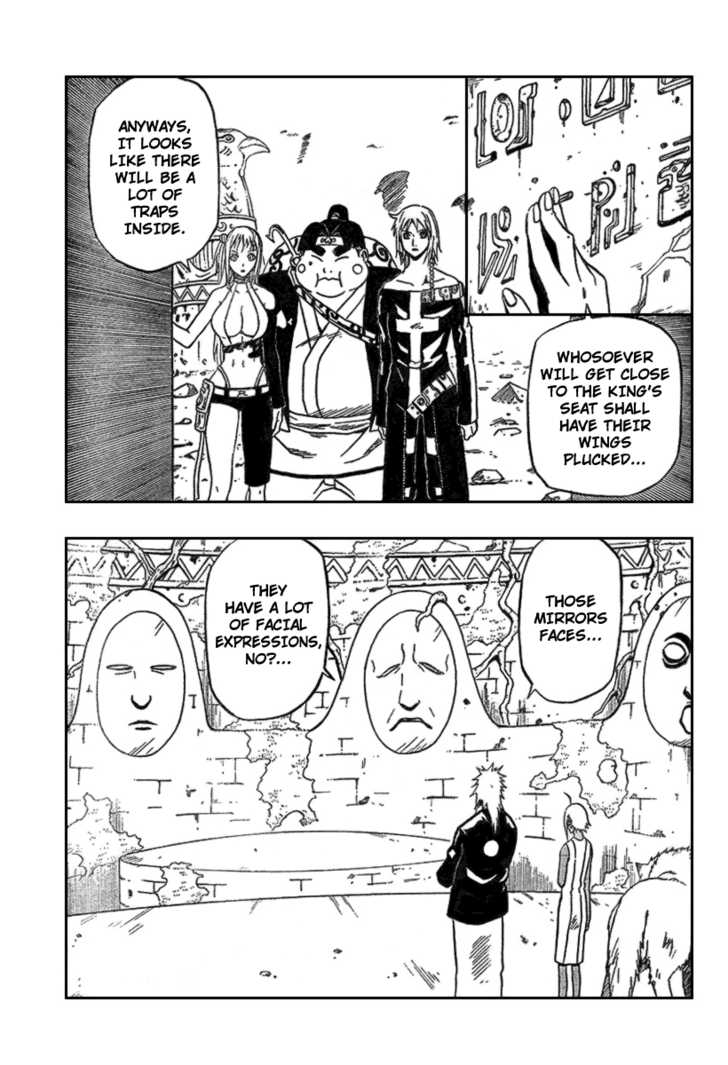 WHOSOEVER
WILL GET CLOSE
TO THE KING'S
SEAT SHALL
HAVE THEIR
WINGS
PLUCKED...
ANYWAYS,
IT LOOKS
LIKE THERE
WILL BE A
LOT OF
TRAPS
INSIDE.
THOSE
MIRRORS
FACES...
THEY
HAVE A LOT
OF FACIAL
EXPRESSIONS,
NO?...